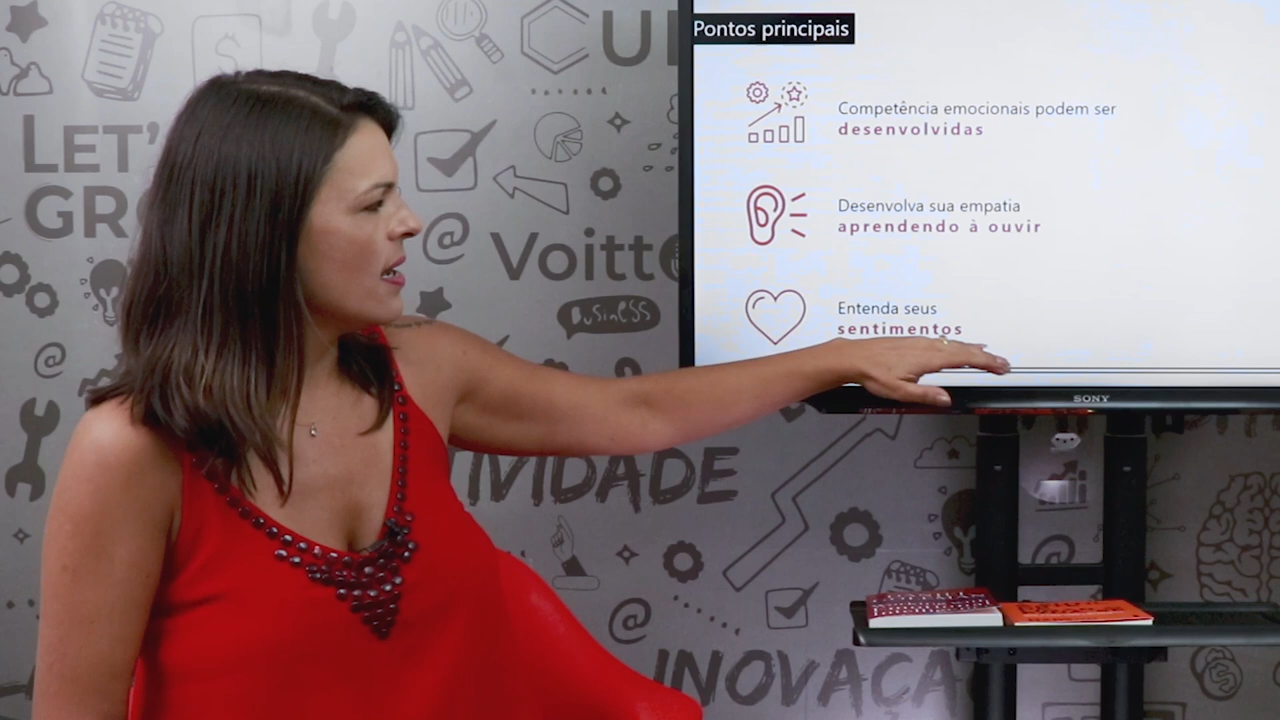 Pontos principais
Competência emocionais podem ser
desenvolvidas
Desenvolva sua empatia
aprendendo à ouvir
Entenda seus
sentimentos
SONY
LET'
GR
CU
Voitto
BUSINESS
IVIDADE
INOVAÇA